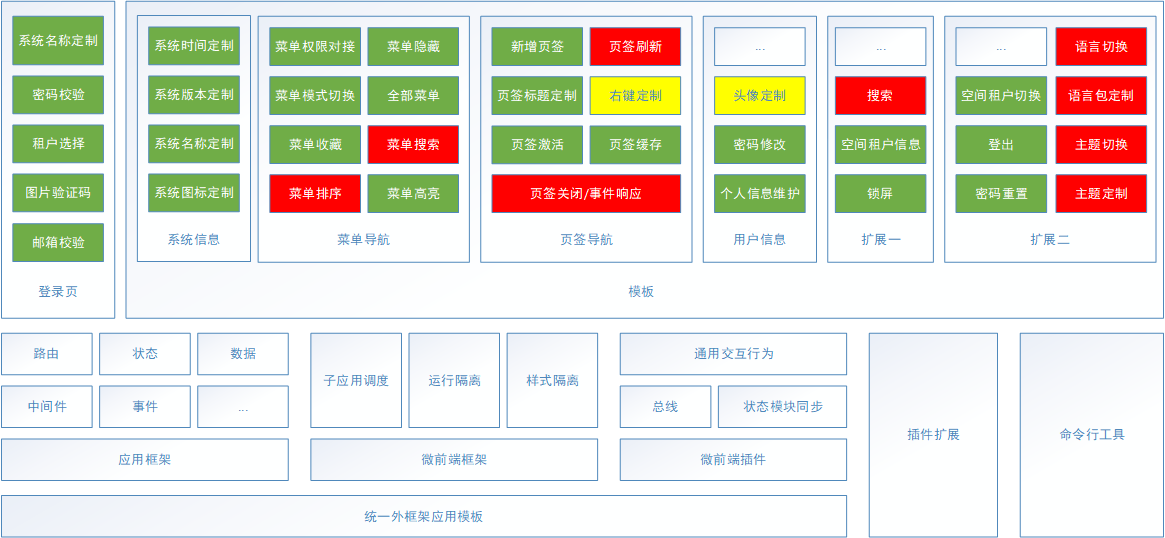 系统名称定制
密码校验
租户选择
图片验证码
邮箱校验
登录页
系统时间定制
系统版本定制
系统名称定制
系统图标定制
系统信息
菜单权限对接
菜单隐藏
菜单模式切换
全部菜单
菜单收藏
菜单搜索
菜单排序
菜单高亮
菜单导航
新增页签
页签刷新
页签标题定制
右键定制
页签激活
页签缓存
页签关闭/事件响应
页签导航
...
头像定制
密码修改
个人信息维护
用户信息
...
搜索
空间租户信息
锁屏
扩展一
...
语言切换
空间租户切换
语言包定制
登出
主题切换
密码重置
主题定制
扩展二
模板
路由
状态
数据
中间件
事件
...
应用框架
子应用调度
运行隔离
样式隔离
微前端框架
通用交互行为
总线
状态模块同步
微前端插件
统一外框架应用模板
插件扩展
命令行工具